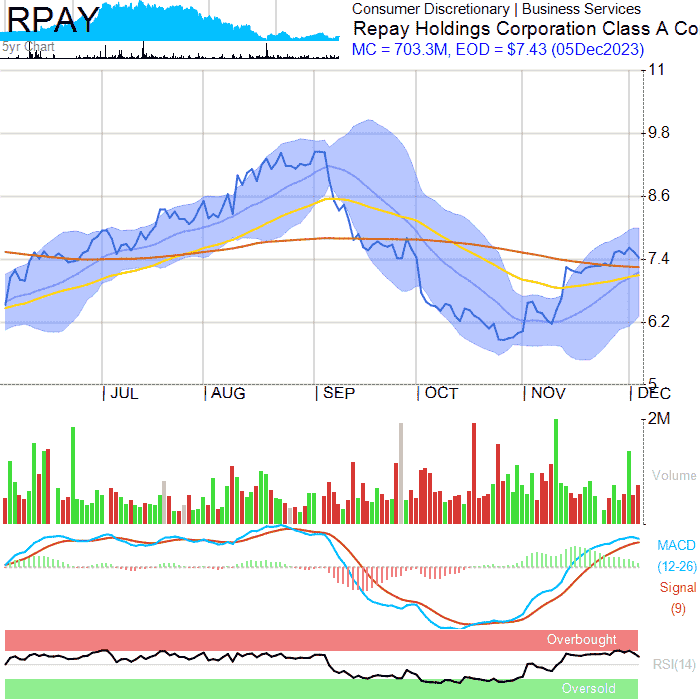 RPAY
5yr Chart
Consumer Discretionary | Business Services
Repay Holdings Corporation Class A Co
MC = 703.3M, EOD = $7.43 (05Dec2023)
11
9.8
8.6
7.4
6.2
5
JUL
AUG
SEP
OCT
NOV
DEC
2M
Volume
MACD
(12-26)
Signal
(9)
Overbought
RSI(14)
Oversold